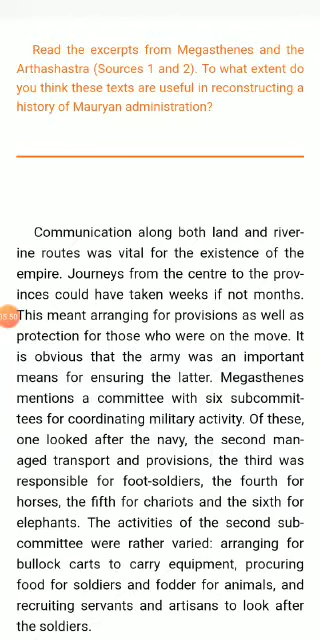 Read the excerpts from Megasthenes and the
Arthashastra (Sources 1 and 2). To what extent do
you think these texts are useful in reconstructing a
history of Mauryan administration?
Communication along both land and river-
ine routes was vital for the existence of the
empire. Journeys from the centre to the prov-
inces could have taken weeks if not months.
This meant arranging for provisions as well as
protection for those who were on the move. It
is obvious that the army was an important
means for ensuring the latter. Megasthenes
mentions a committee with six subcommit-
tees for coordinating military activity. Of these,
one looked after the navy, the second man-
aged transport and provisions, the third was
responsible for foot-soldiers, the fourth for
horses, the fifth for chariots and the sixth for
elephants. The activities of the second sub-
committee were rather varied: arranging for
bullock carts to carry equipment, procuring
food for soldiers and fodder for animals, and
recruiting servants and artisans to look after
the soldiers.